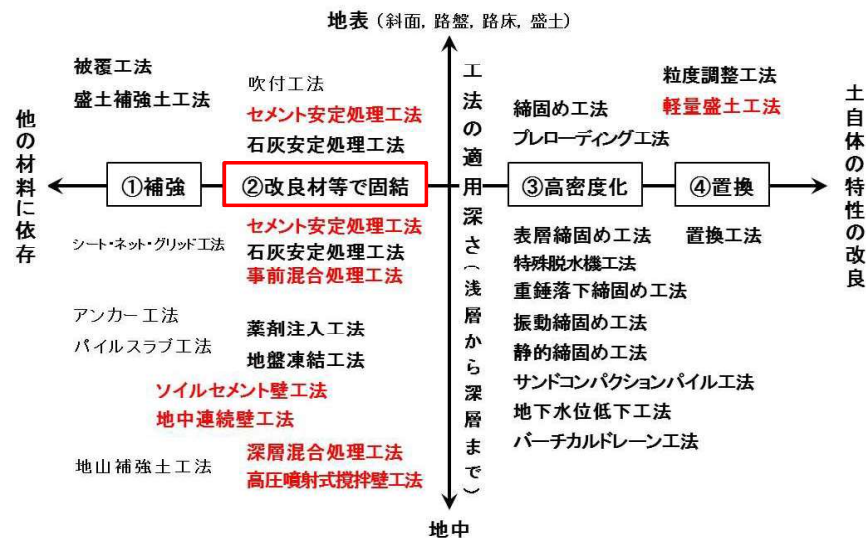 地表（斜面, 路盤, 路床, 盛土）
被覆工法
盛土補強土工法
吹付工法
セメント安定処理工法
石灰安定処理工法
締固め工法
プレローディング工法
粒度調整工法
軽量盛土工法
他の材料に依存
①補強
②改良材等で固結
工法の適用深さ（浅層から深層まで）
③高密度化
④置換
土自体の特性の改良
シート・ネット・グリッド工法
セメント安定処理工法
石灰安定処理工法
事前混合処理工法
アンカー工法
パイルスラブ工法
薬剤注入工法
地盤凍結工法
ソイルセメント壁工法
地中連続壁工法
地山補強土工法
深層混合処理工法
高圧噴射式撹拌壁工法
表層締固め工法
特殊脱水機工法
重錘落下締固め工法
振動締固め工法
静的締固め工法
サンドコンパクションパイル工法
地下水位低下工法
バーチカルドレーン工法
置換工法
地中